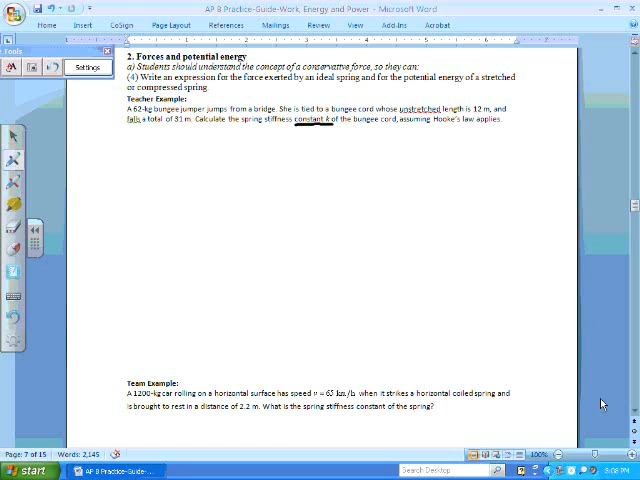 AP B Practice-Guide-Work, Energy and Power - Microsoft Word
Home Insert CoSign Page Layout References Mailings Review View Add-Ins Acrobat
Tools
Settings
2. Forces and potential energy
a) Students should understand the concept of a conservative force, so they can:
(4) Write an expression for the force exerted by an ideal spring and for the potential energy of a stretched
or compressed spring.
Teacher Example:
A 62-kg bungee jumper jumps from a bridge. She is tied to a bungee cord whose unstretched length is 12 m, and
falls a total of 31 m. Calculate the spring stiffness constant k of the bungee cord, assuming Hooke's law applies.
Team Example:
A 1200-kg car rolling on a horizontal surface has speed v = 65 km/h when it strikes a horizontal coiled spring and
is brought to rest in a distance of 2.2 m. What is the spring stiffness constant of the spring?
Page: 7 of 15 Words: 2,145 100%
start AP B Practice-Guide-... Search Desktop 3:08 PM